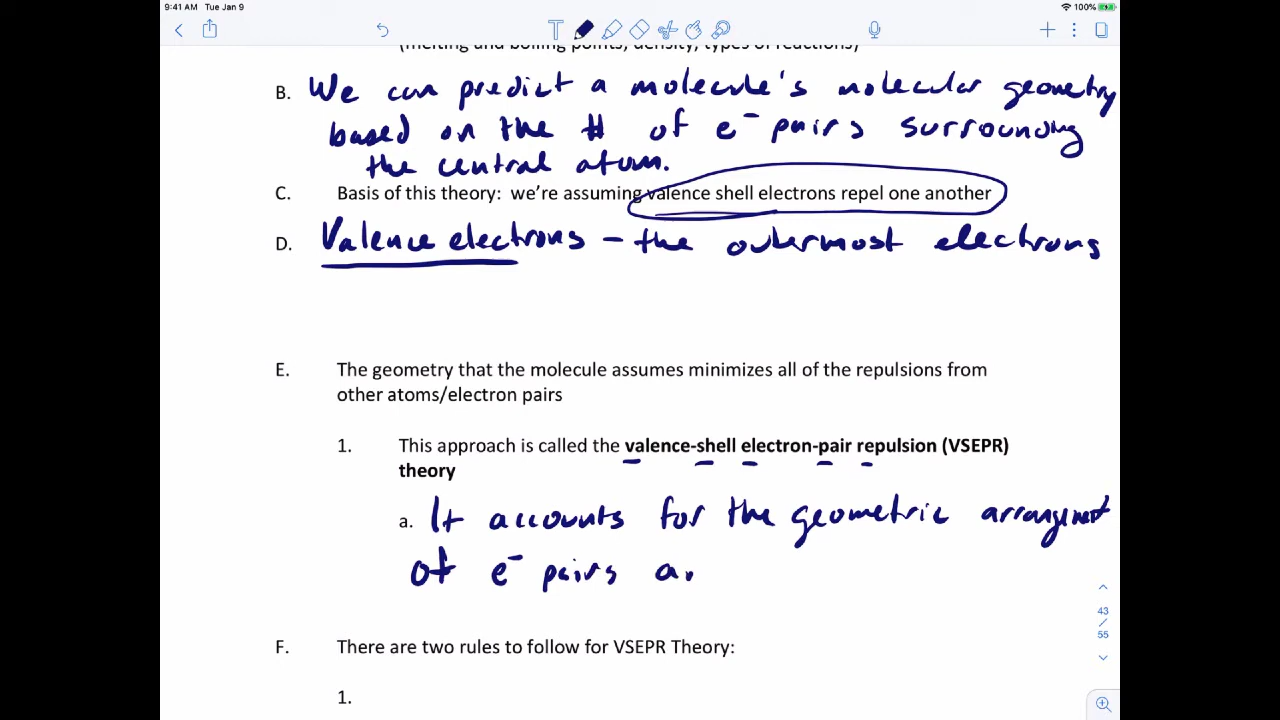 9:41 AM Tue Jan 9 100%
(melting and boiling points, density, types of reactions)
B. We can predict a molecule's molecular geometry
based on the # of e⁻ pairs surrounding
the central atom.
C. Basis of this theory: we're assuming valence shell electrons repel one another
D. Valence electrons – the outermost electrons
E. The geometry that the molecule assumes minimizes all of the repulsions from
other atoms/electron pairs
1. This approach is called the valence-shell electron-pair repulsion (VSEPR)
theory
a. It accounts for the geometric arrangement
of e⁻ pairs a
43
/
55
F. There are two rules to follow for VSEPR Theory:
1.